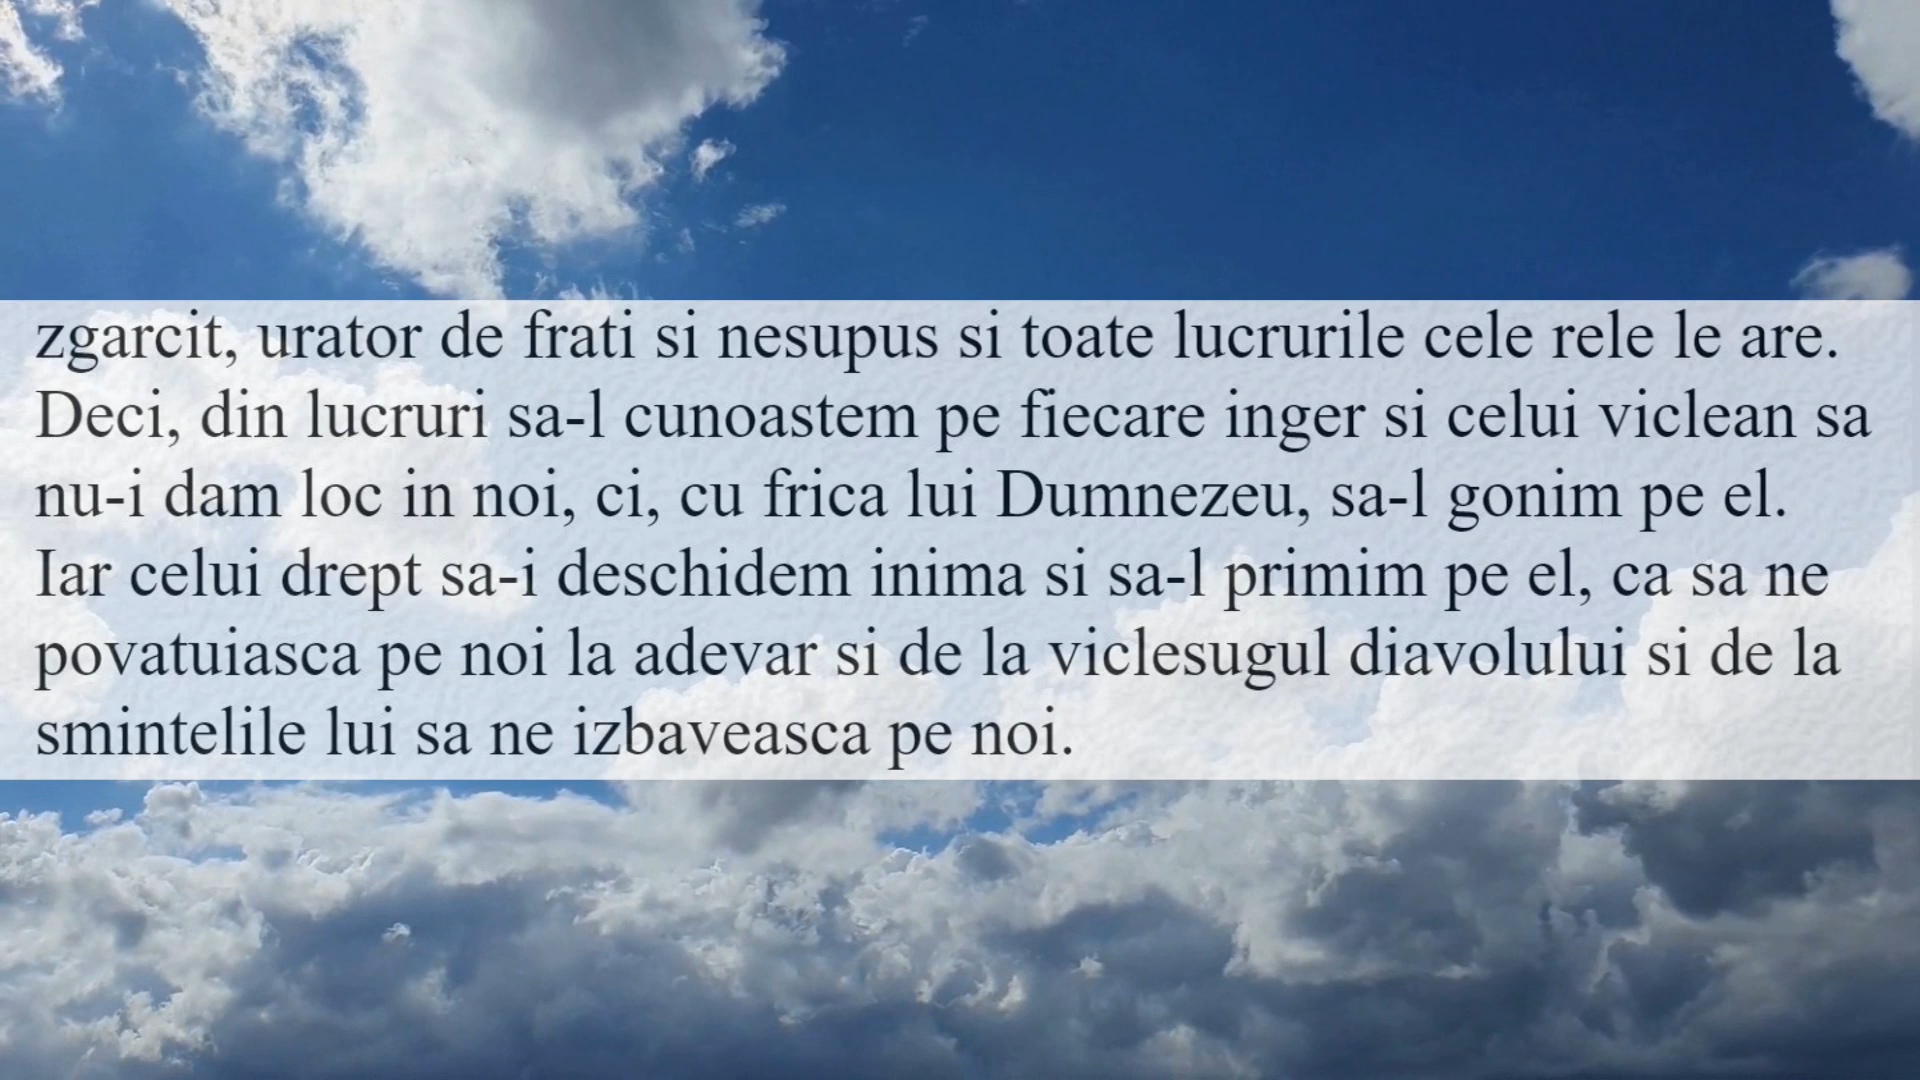 zgarcit, urator de frati si nesupus si toate lucrurile cele rele le are.
Deci, din lucruri sa-l cunoastem pe fiecare inger si celui viclean sa
nu-i dam loc in noi, ci, cu frica lui Dumnezeu, sa-l gonim pe el.
Iar celui drept sa-i deschidem inima si sa-l primim pe el, ca sa ne
povatuiasca pe noi la adevar si de la viclesugul diavolului si de la
smintelile lui sa ne izbaveasca pe noi.